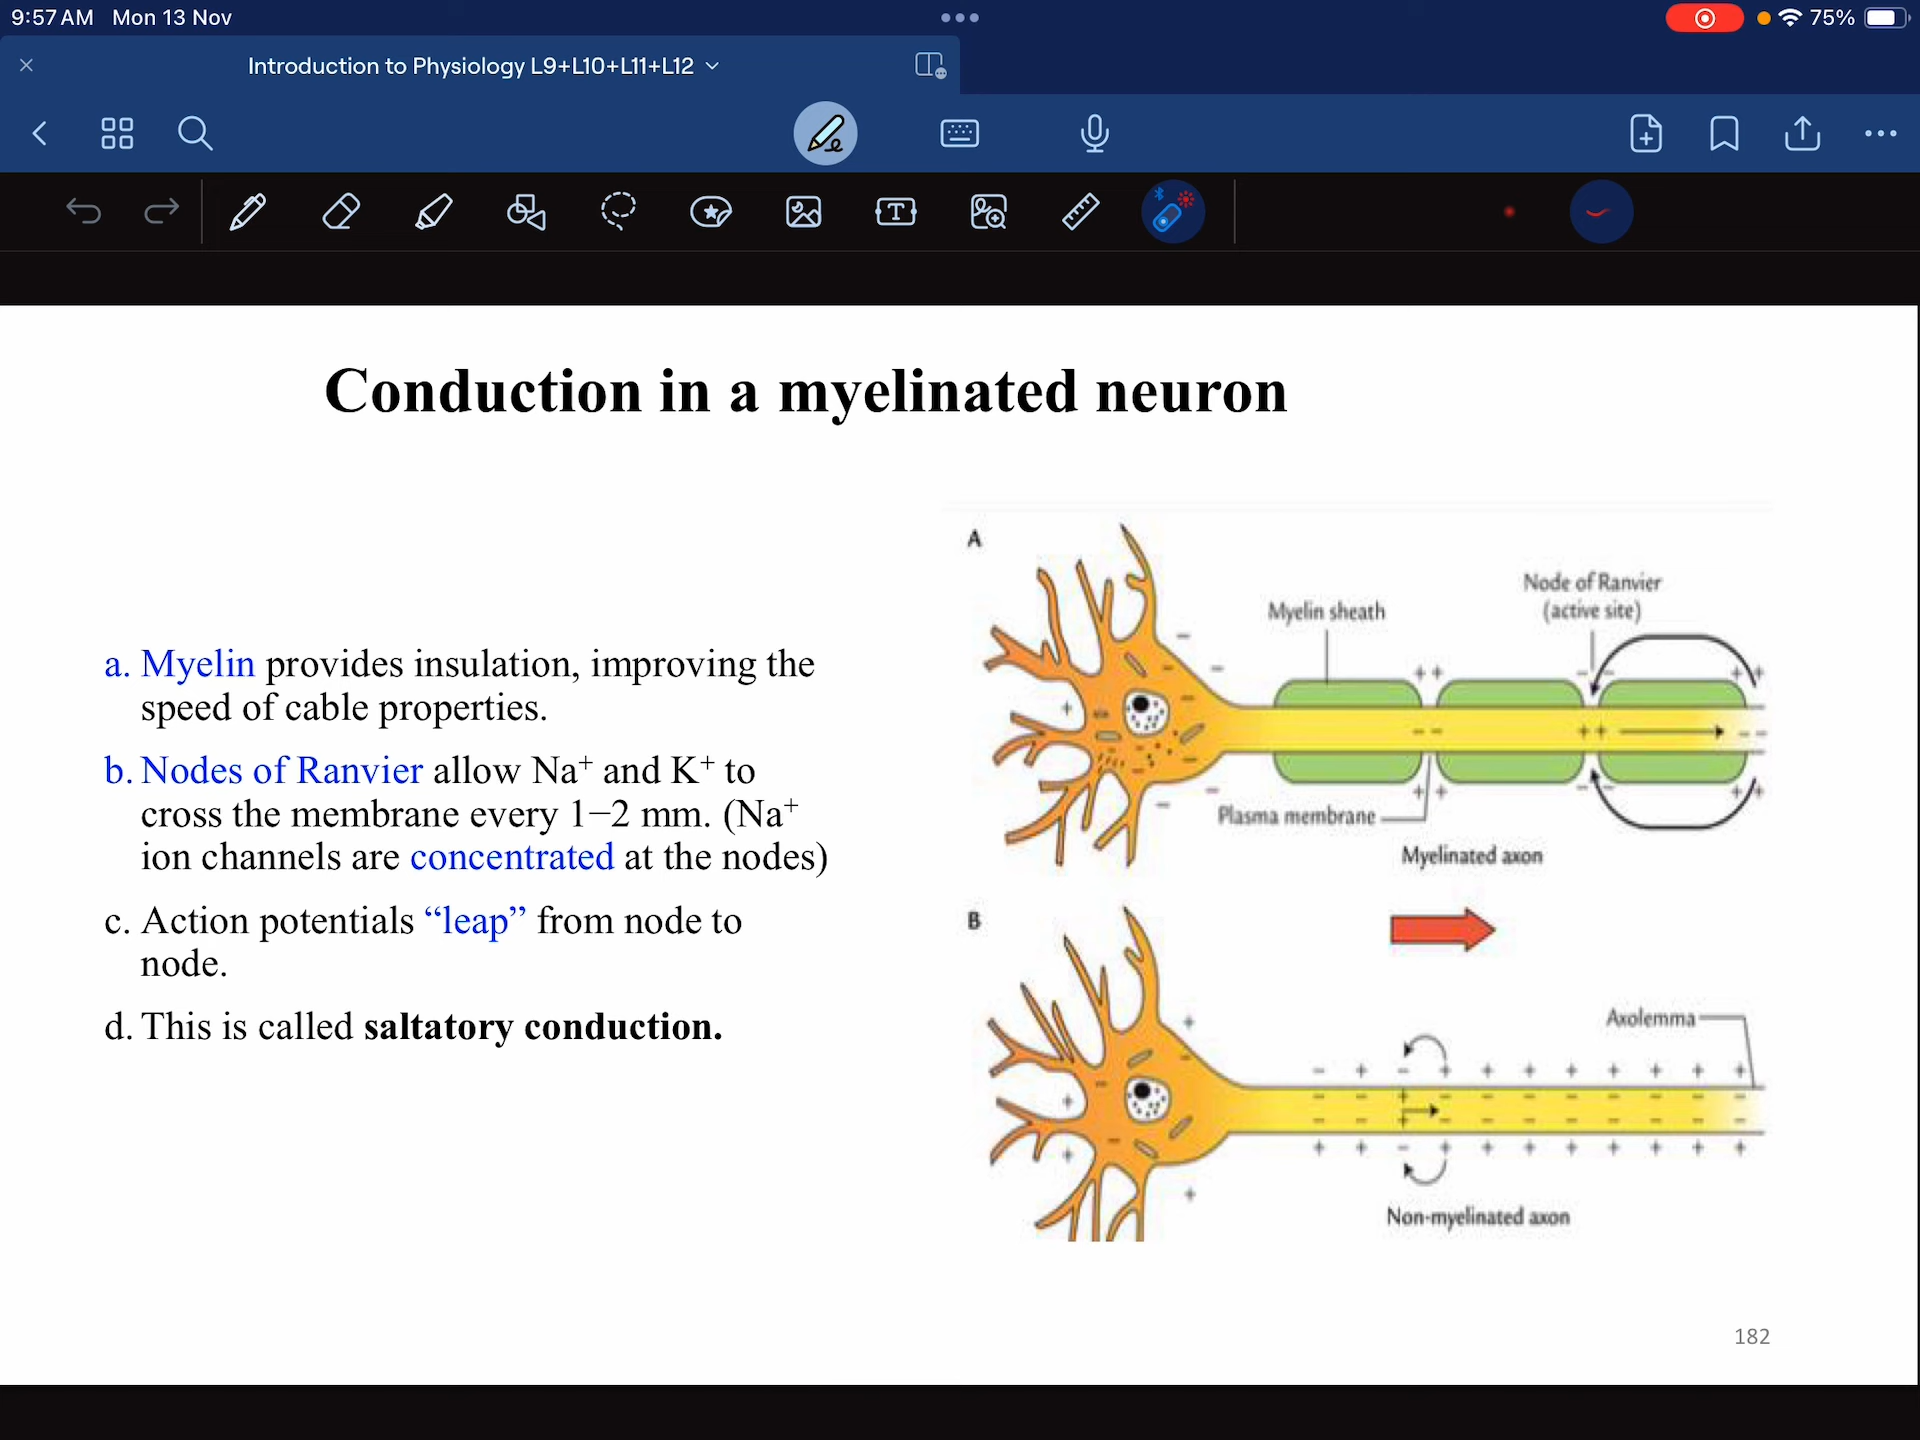 9:57 AM Mon 13 Nov
75%
Introduction to Physiology L9+L10+L11+L12
Conduction in a myelinated neuron
a. Myelin provides insulation, improving the
speed of cable properties.
b. Nodes of Ranvier allow Na⁺ and K⁺ to
cross the membrane every 1–2 mm. (Na⁺
ion channels are concentrated at the nodes)
c. Action potentials “leap” from node to
node.
d. This is called saltatory conduction.
A
Node of Ranvier
(active site)
Myelin sheath
Plasma membrane
Myelinated axon
B
Axolemma
Non-myelinated axon
182